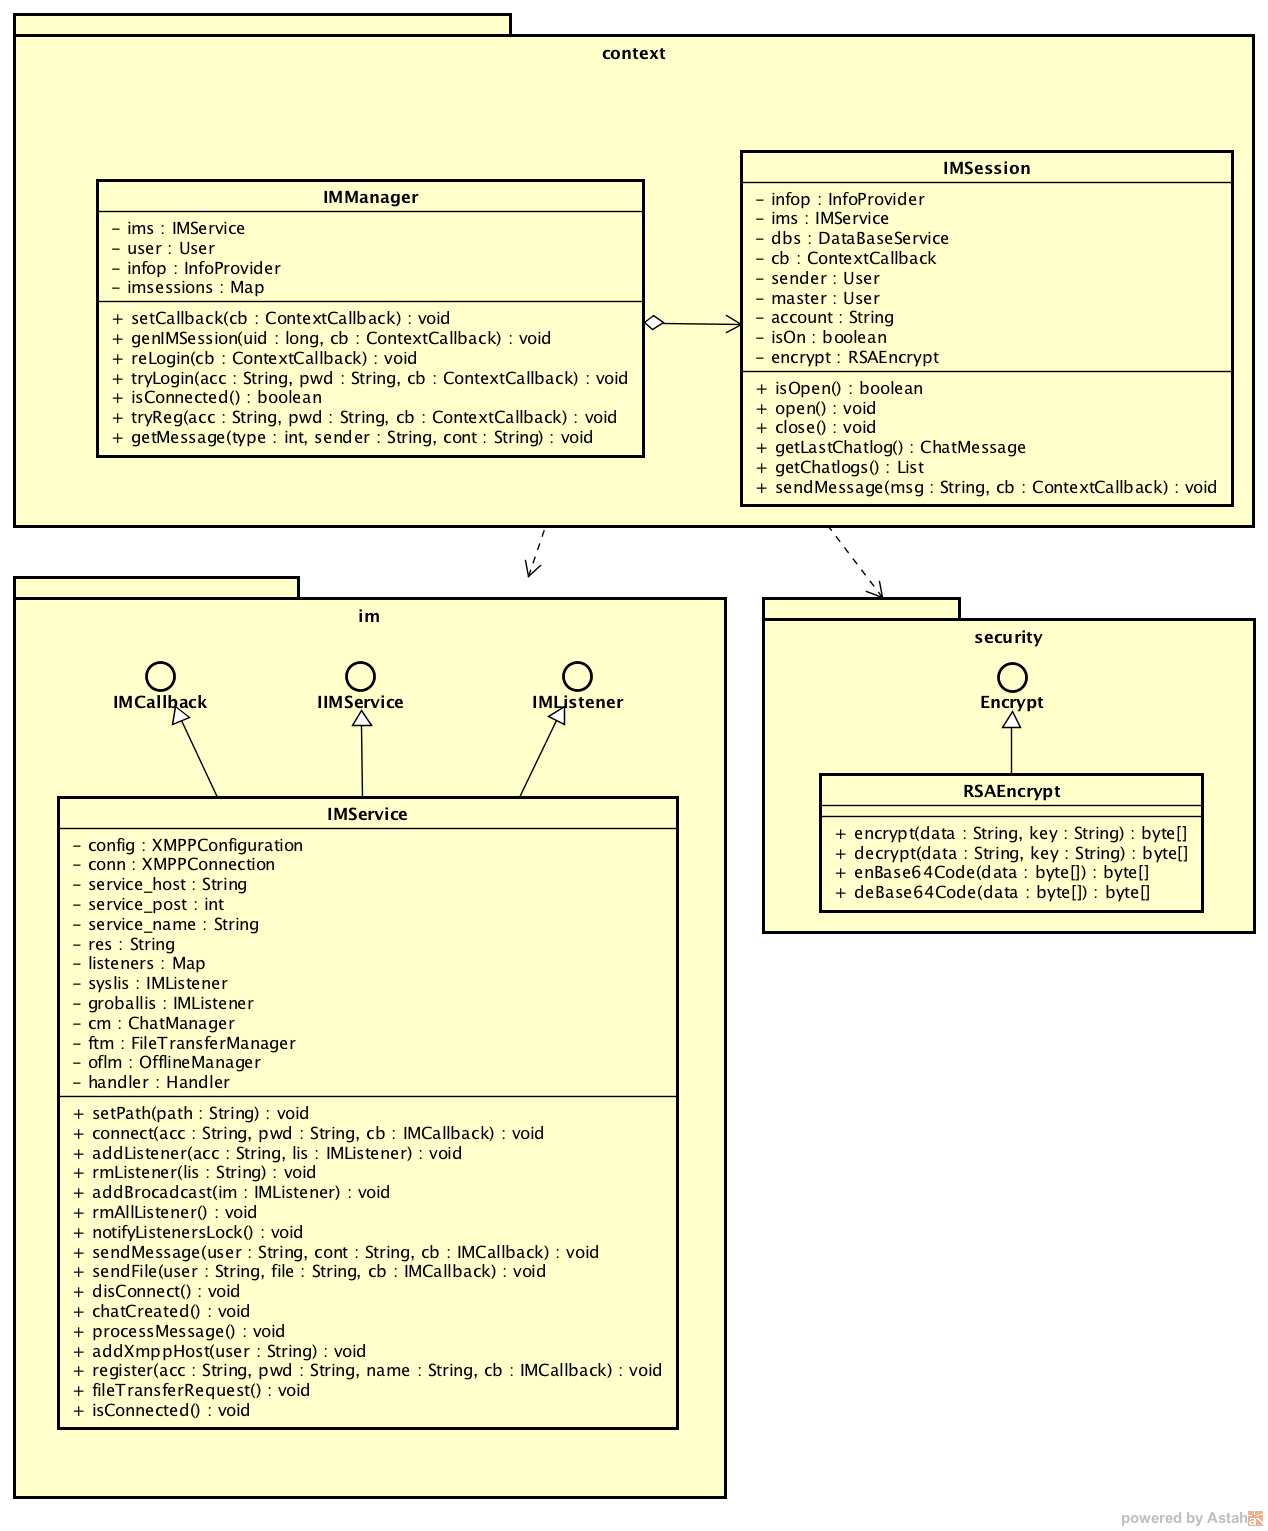 context
IMManager
– ims : IMService
– user : User
– infop : InfoProvider
– imsessions : Map
+ setCallback(cb : ContextCallback) : void
+ genIMSession(uid : long, cb : ContextCallback) : void
+ reLogin(cb : ContextCallback) : void
+ tryLogin(acc : String, pwd : String, cb : ContextCallback) : void
+ isConnected() : boolean
+ tryReg(acc : String, pwd : String, cb : ContextCallback) : void
+ getMessage(type : int, sender : String, cont : String) : void
IMSession
– infop : InfoProvider
– ims : IMService
– dbs : DataBaseService
– cb : ContextCallback
– sender : User
– master : User
– account : String
– isOn : boolean
– encrypt : RSAEncrypt
+ isOpen() : boolean
+ open() : void
+ close() : void
+ getLastChatlog() : ChatMessage
+ getChatlogs() : List
+ sendMessage(msg : String, cb : ContextCallback) : void
im
IMCallback
IIMService
IMListener
IMService
– config : XMPPConfiguration
– conn : XMPPConnection
– service_host : String
– service_post : int
– service_name : String
– res : String
– listeners : Map
– syslis : IMListener
– groballis : IMListener
– cm : ChatManager
– ftm : FileTransferManager
– oflm : OfflineManager
– handler : Handler
+ setPath(path : String) : void
+ connect(acc : String, pwd : String, cb : IMCallback) : void
+ addListener(acc : String, lis : IMListener) : void
+ rmListener(lis : String) : void
+ addBrocadcast(im : IMListener) : void
+ rmAllListener() : void
+ notifyListenersLock() : void
+ sendMessage(user : String, cont : String, cb : IMCallback) : void
+ sendFile(user : String, file : String, cb : IMCallback) : void
+ disConnect() : void
+ chatCreated() : void
+ processMessage() : void
+ addXmppHost(user : String) : void
+ register(acc : String, pwd : String, name : String, cb : IMCallback) : void
+ fileTransferRequest() : void
+ isConnected() : void
security
Encrypt
RSAEncrypt
+ encrypt(data : String, key : String) : byte[]
+ decrypt(data : String, key : String) : byte[]
+ enBase64Code(data : byte[]) : byte[]
+ deBase64Code(data : byte[]) : byte[]
powered by Astah